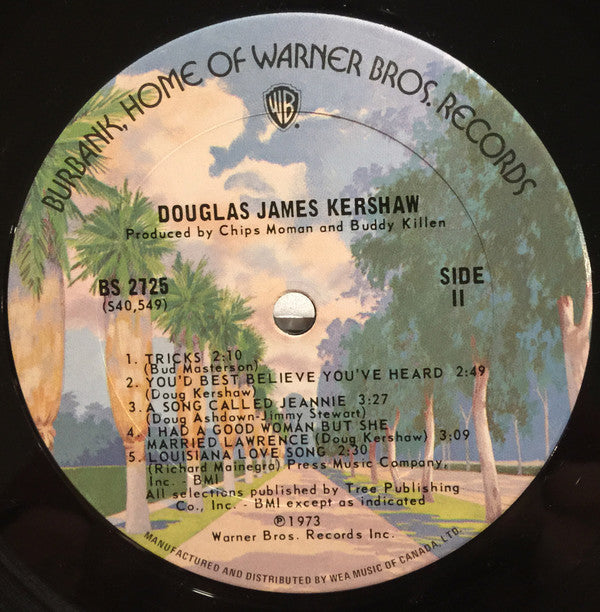 BURBANK, HOME OF WARNER BROS. RECORDS
WB
DOUGLAS JAMES KERSHAW
Produced by Chips Moman and Buddy Killen
BS 2725
(S40,549)
SIDE
II
1. TRICKS 2:10
(Bud Masterson)
2. YOU'D BEST BELIEVE YOU'VE HEARD 2:49
(Doug Kershaw)
3. A SONG CALLED JEANNIE 3:27
(Doug Ashdown-Jimmy Stewart)
4. I HAD A GOOD WOMAN BUT SHE
MARRIED LAWRENCE (Doug Kershaw) 3:09
5. LOUISIANA LOVE SONG 2:30
(Richard Mainegro) Press Music Company,
Inc. - BMI
All selections published by Tree Publishing
Co., Inc. - BMI except as indicated
℗1973
Warner Bros. Records Inc.
MANUFACTURED AND DISTRIBUTED BY WEA MUSIC OF CANADA, LTD.